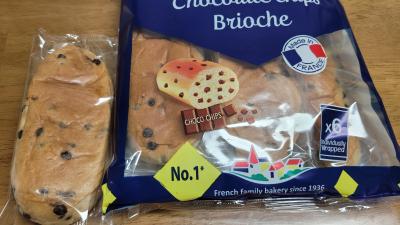 Chocolate Chips
Brioche
Made in
FRANCE
CHOCO CHIPS
x6
Individually
Wrapped
No.1*
French family bakery since 1936